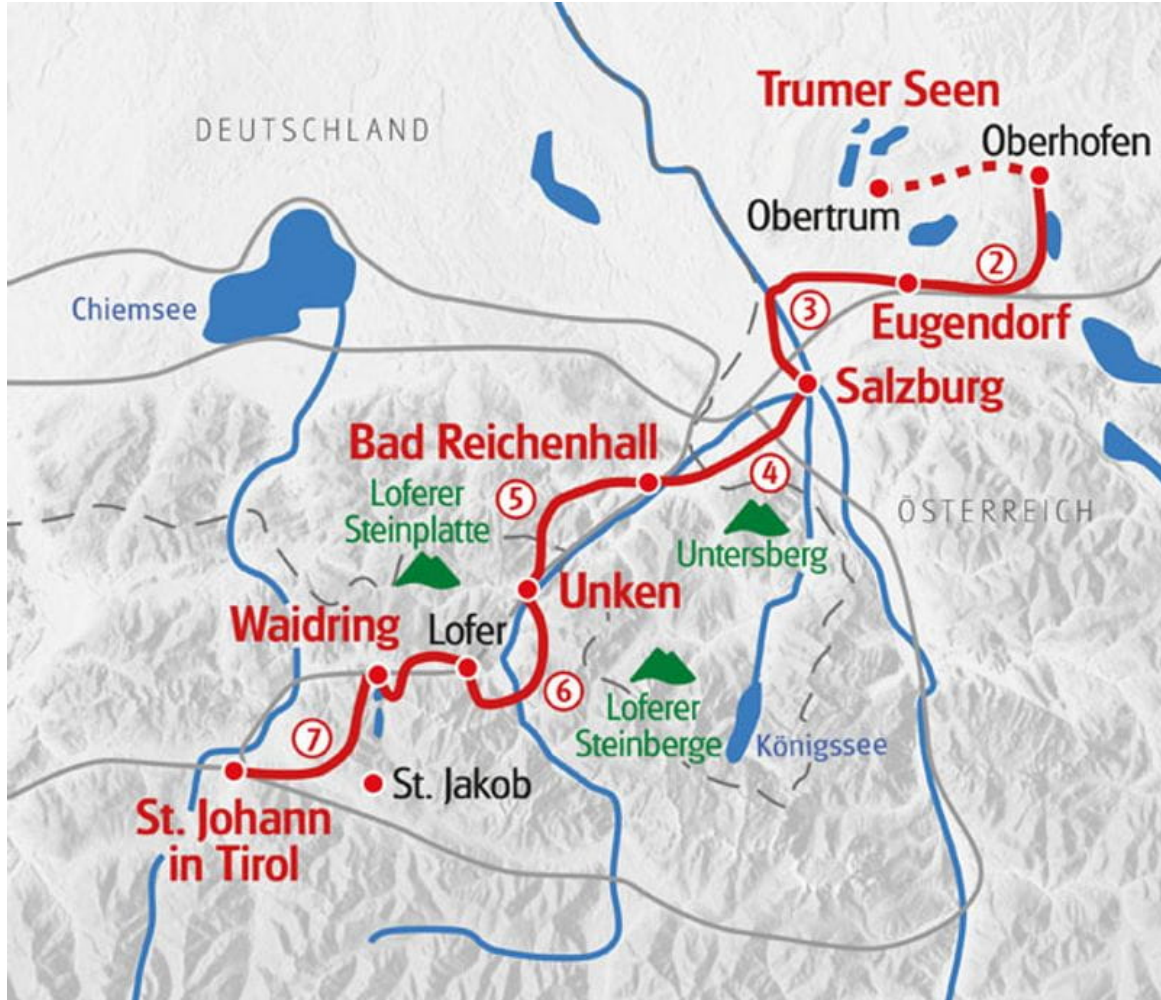 Trumer Seen
DEUTSCHLAND
Oberhofen
Obertrum
2
Chiemsee
3
Eugendorf
Salzburg
Bad Reichenhall
4
5
Loferer
Steinplatte
ÖSTERREICH
Untersberg
Unken
Waidring
Lofer
6
Loferer
Steinberge
7
Königssee
St. Jakob
St. Johann
in Tirol